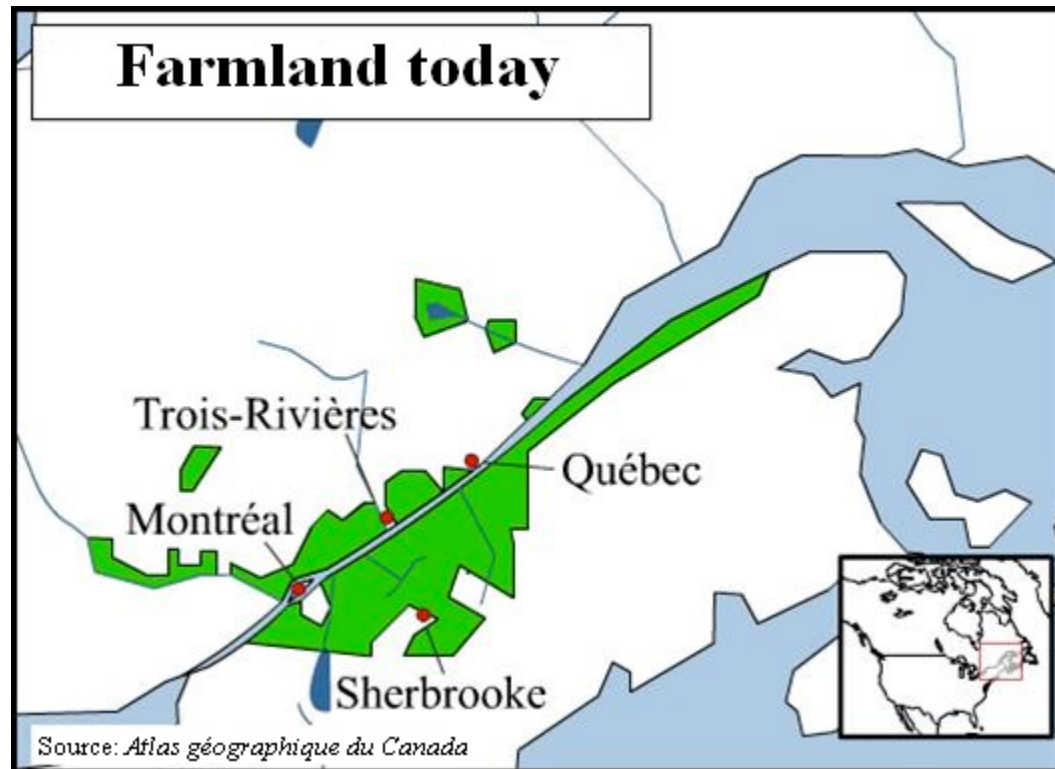 Farmland today
Trois-Rivières
Québec
Montréal
Sherbrooke
Source: Atlas géographique du Canada